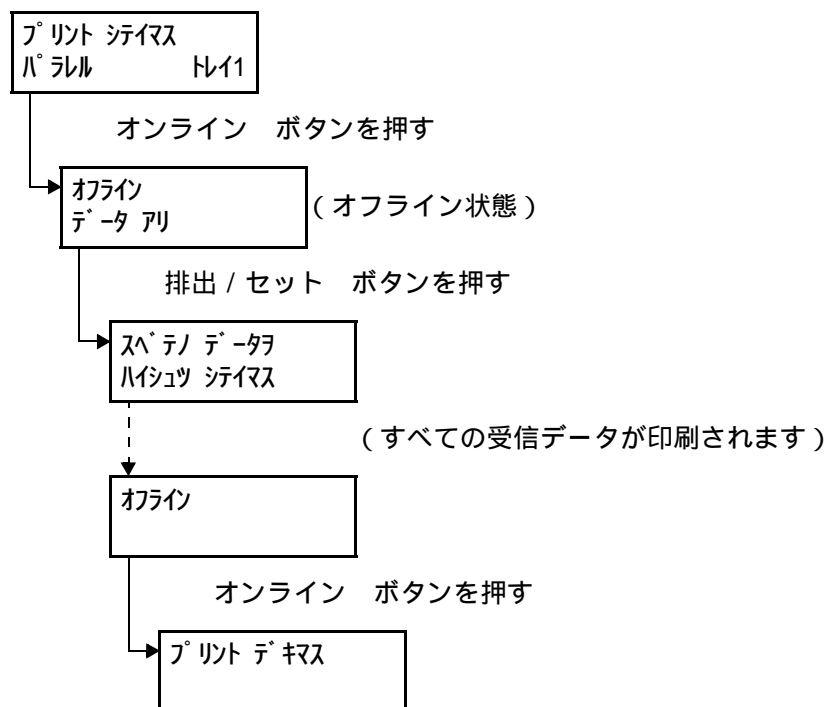 ﾌﾟﾘﾝﾄ ｼﾃｲﾏｽ
ﾊﾟﾗﾚﾙ ﾄﾚｲ1
オンライン　ボタンを押す
ｵﾌﾗｲﾝ
ﾃﾞｰﾀ ｱﾘ
（オフライン状態）
排出 / セット　ボタンを押す
ｽﾍﾞﾃﾉ ﾃﾞｰﾀｦ
ﾊｲｼｭﾂ ｼﾃｲﾏｽ
（すべての受信データが印刷されます）
ｵﾌﾗｲﾝ
オンライン　ボタンを押す
ﾌﾟﾘﾝﾄ ﾃﾞｷﾏｽ